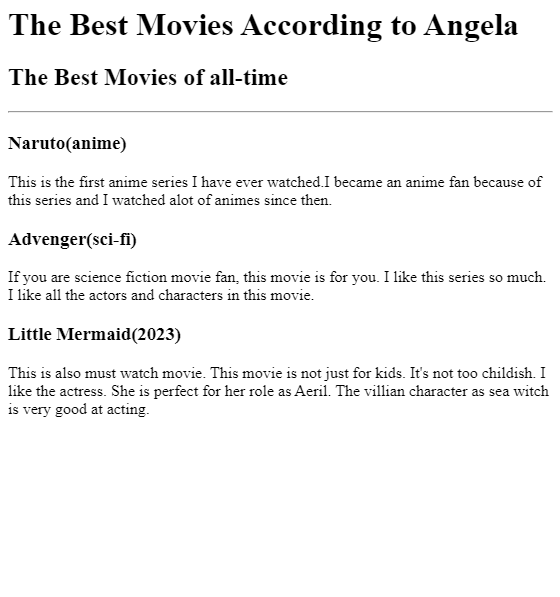 The Best Movies According to Angela
The Best Movies of all-time
Naruto(anime)
This is the first anime series I have ever watched.I became an anime fan because of
this series and I watched alot of animes since then.
Advenger(sci-fi)
If you are science fiction movie fan, this movie is for you. I like this series so much.
I like all the actors and characters in this movie.
Little Mermaid(2023)
This is also must watch movie. This movie is not just for kids. It's not too childish. I
like the actress. She is perfect for her role as Aeril. The villian character as sea witch
is very good at acting.